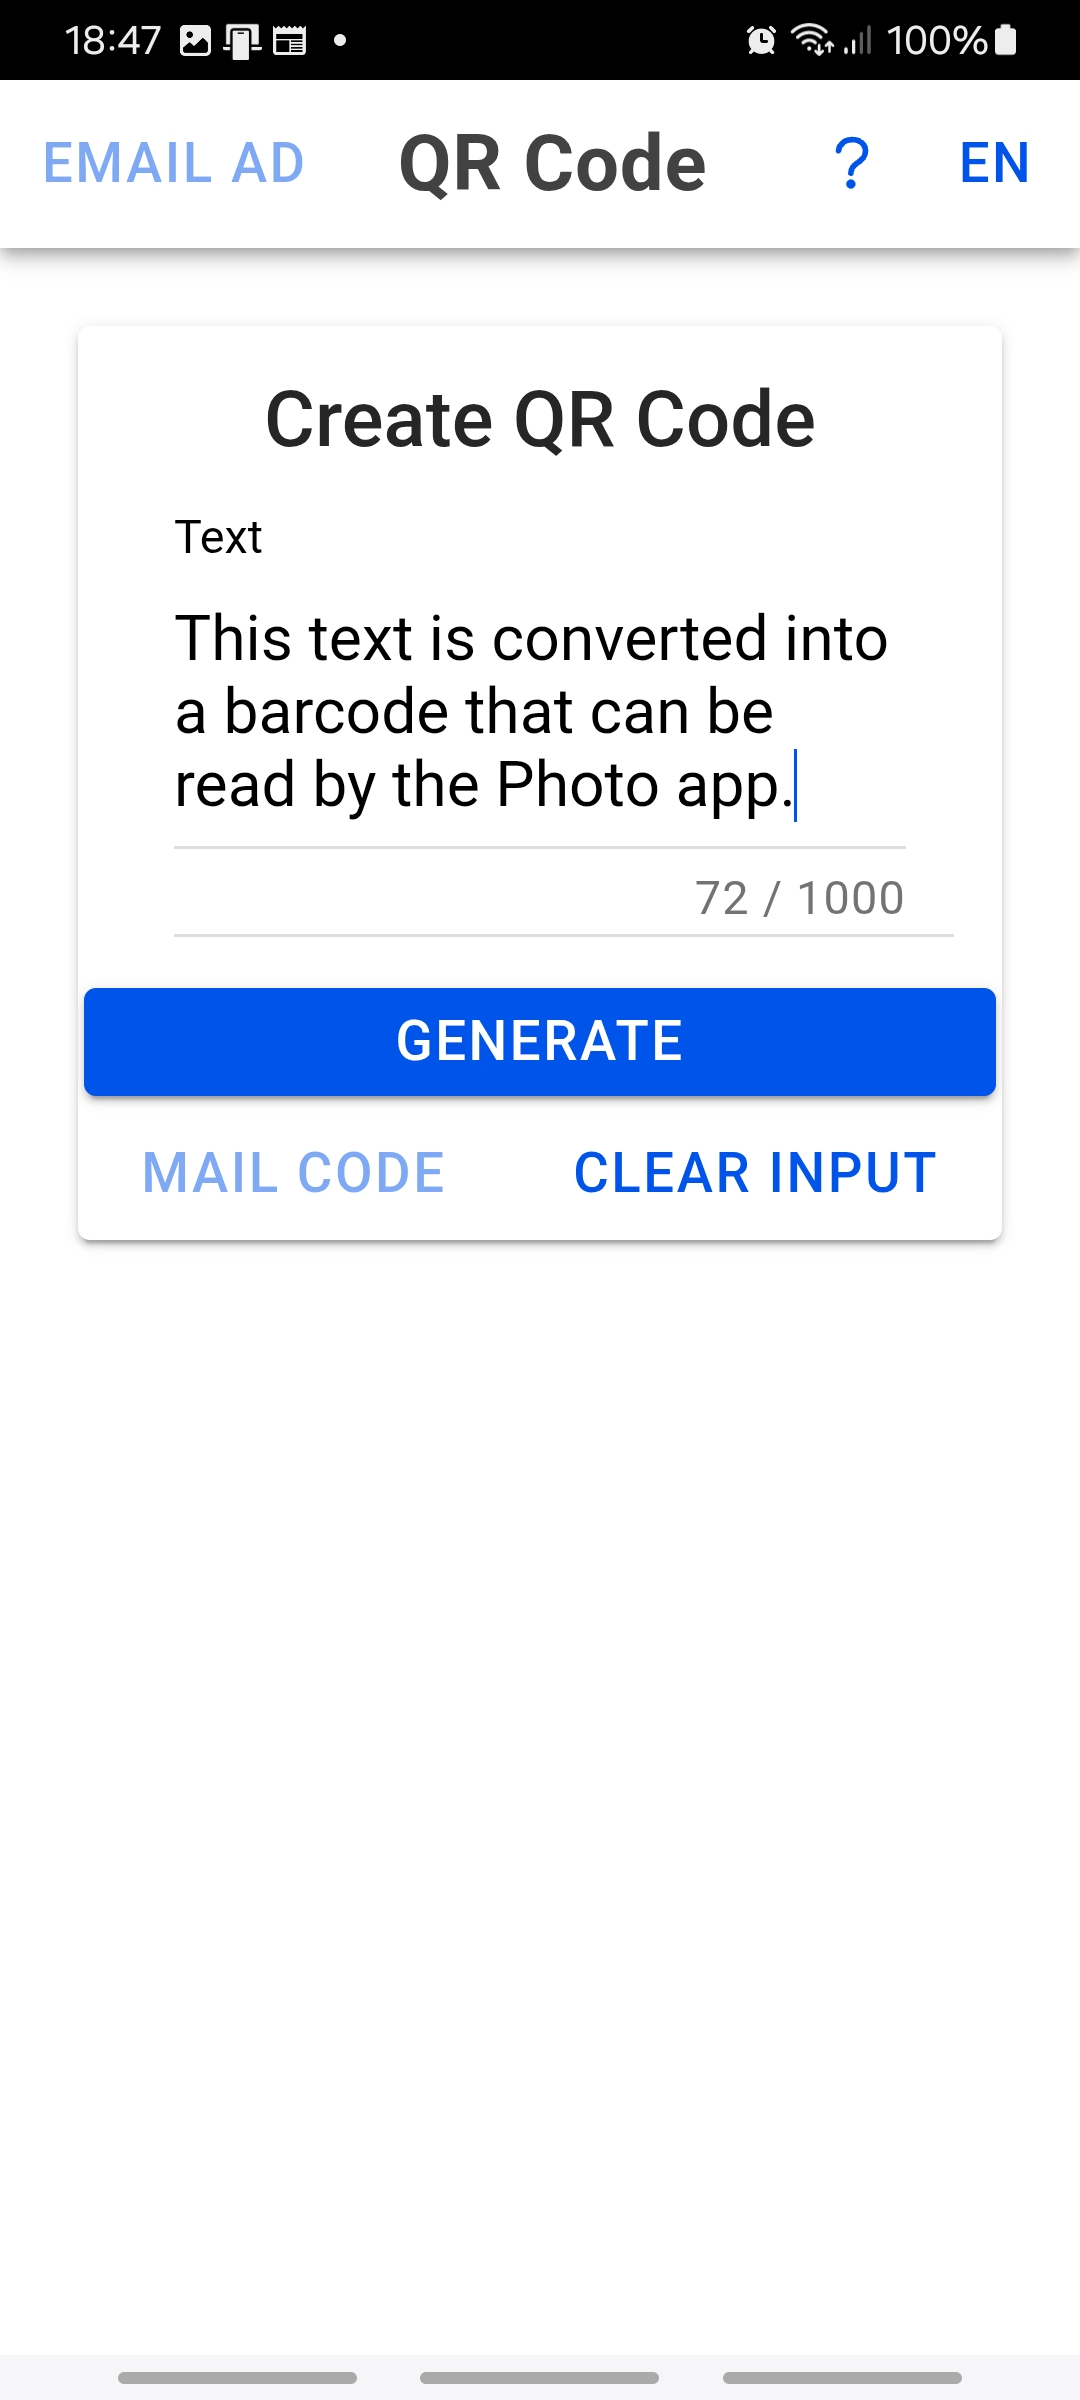 18:47 100%
EMAIL AD QR Code ? EN
Create QR Code
Text
This text is converted into
a barcode that can be
read by the Photo app.
72 / 1000
GENERATE
MAIL CODE CLEAR INPUT